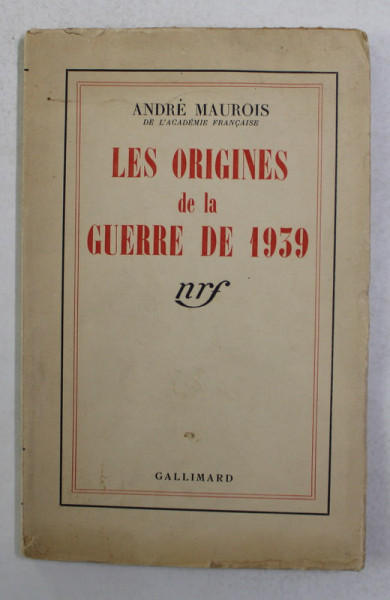 ANDRÉ MAUROIS
DE L'ACADÉMIE FRANÇAISE
LES ORIGINES
de la
GUERRE DE 1939
nrf
GALLIMARD